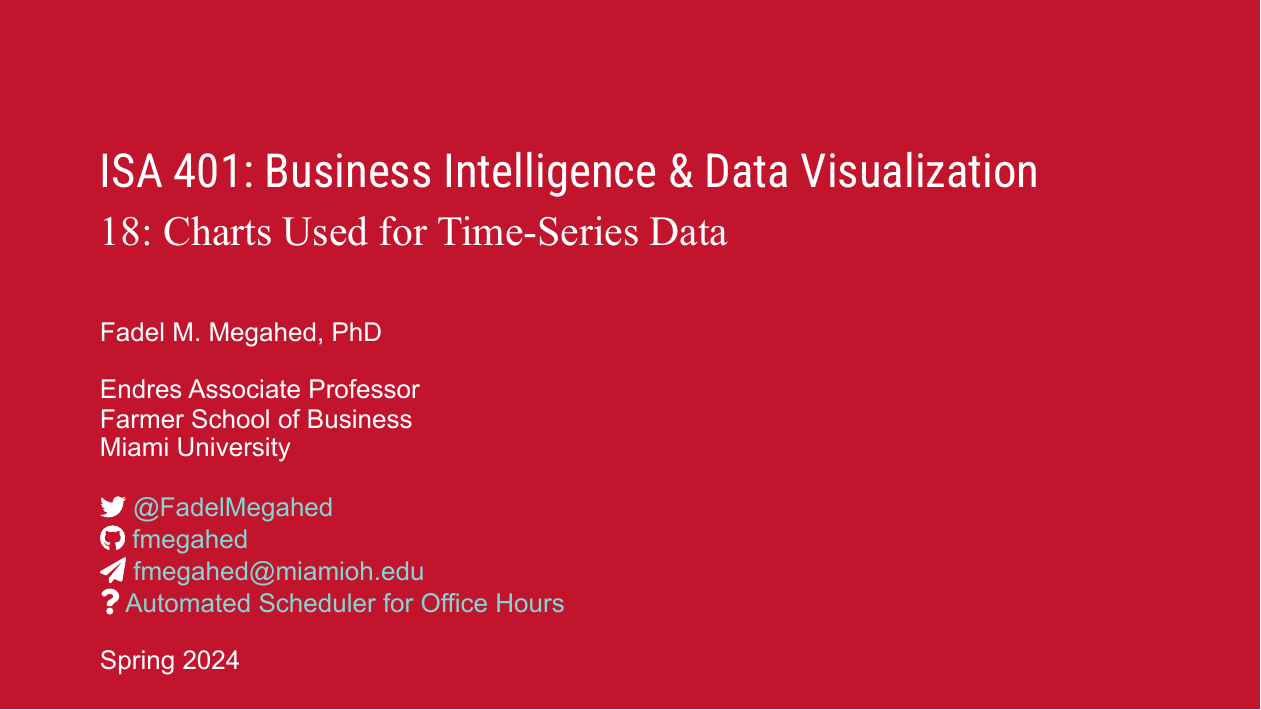 ISA 401: Business Intelligence & Data Visualization
18: Charts Used for Time-Series Data
Fadel M. Megahed, PhD
Endres Associate Professor
Farmer School of Business
Miami University
@FadelMegahed
fmegahed
fmegahed@miamioh.edu
? Automated Scheduler for Office Hours
Spring 2024